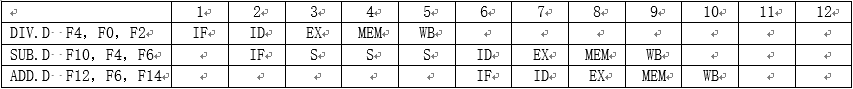 1 2 3 4 5 6 7 8 9 10 11 12
DIV.D F4, F0, F2 IF ID EX MEM WB
SUB.D F10, F4, F6 IF S S S ID EX MEM WB
ADD.D F12, F6, F14 IF ID EX MEM WB